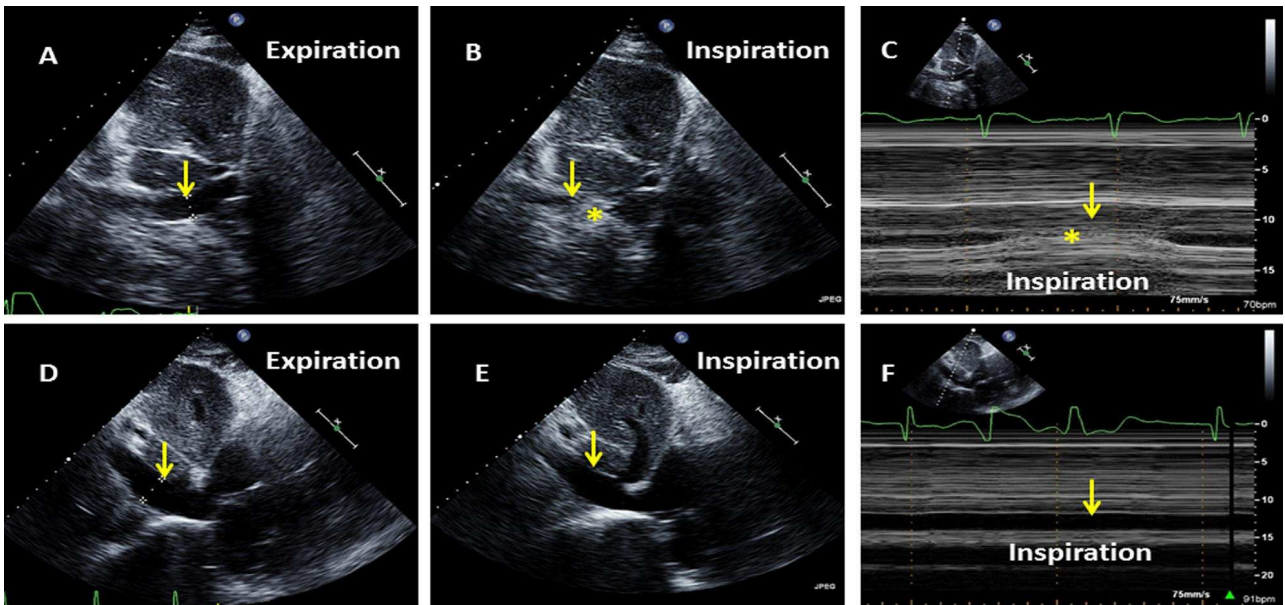 A
Expiration
B
Inspiration
JPEG
C
0
5
10
15
*
*
Inspiration
75mm/s
70bpm
D
Expiration
E
Inspiration
JPEG
F
0
5
10
15
20
Inspiration
75mm/s
91bpm